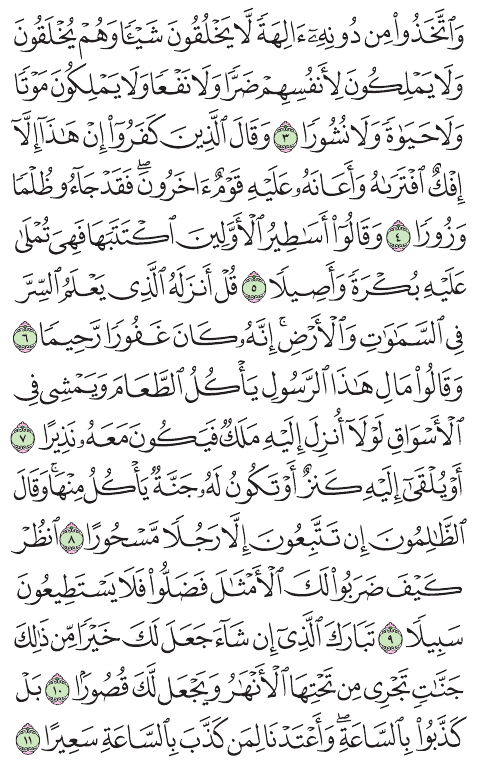 وَٱتَّخَذُوا۟ مِن دُونِهِۦٓ ءَالِهَةً لَّا يَخْلُقُونَ شَيْـًٔا وَهُمْ يُخْلَقُونَ
وَلَا يَمْلِكُونَ لِأَنفُسِهِمْ ضَرًّا وَلَا نَفْعًا وَلَا يَمْلِكُونَ مَوْتًا
وَلَا حَيَوٰةً وَلَا نُشُورًا ٣ وَقَالَ ٱلَّذِينَ كَفَرُوٓا۟ إِنْ هَـٰذَآ إِلَّآ
إِفْكٌ ٱفْتَرَىٰهُ وَأَعَانَهُۥ عَلَيْهِ قَوْمٌ ءَاخَرُونَ ۖ فَقَدْ جَآءُو ظُلْمًا
وَزُورًا ٤ وَقَالُوٓا۟ أَسَـٰطِيرُ ٱلْأَوَّلِينَ ٱكْتَتَبَهَا فَهِىَ تُمْلَىٰ
عَلَيْهِ بُكْرَةً وَأَصِيلًا ٥ قُلْ أَنزَلَهُ ٱلَّذِى يَعْلَمُ ٱلسِّرَّ
فِى ٱلسَّمَـٰوَٰتِ وَٱلْأَرْضِ ۚ إِنَّهُۥ كَانَ غَفُورًا رَّحِيمًا ٦
وَقَالُوا۟ مَالِ هَـٰذَا ٱلرَّسُولِ يَأْكُلُ ٱلطَّعَامَ وَيَمْشِى فِى
ٱلْأَسْوَاقِ ۙ لَوْلَآ أُنزِلَ إِلَيْهِ مَلَكٌ فَيَكُونَ مَعَهُۥ نَذِيرًا ٧
أَوْ يُلْقَىٰٓ إِلَيْهِ كَنزٌ أَوْ تَكُونُ لَهُۥ جَنَّةٌ يَأْكُلُ مِنْهَا ۚ وَقَالَ
ٱلظَّـٰلِمُونَ إِن تَتَّبِعُونَ إِلَّا رَجُلًا مَّسْحُورًا ٨ ٱنظُرْ
كَيْفَ ضَرَبُوا۟ لَكَ ٱلْأَمْثَـٰلَ فَضَلُّوا۟ فَلَا يَسْتَطِيعُونَ
سَبِيلًا ٩ تَبَارَكَ ٱلَّذِىٓ إِن شَآءَ جَعَلَ لَكَ خَيْرًا مِّن ذَٰلِكَ
جَنَّـٰتٍ تَجْرِى مِن تَحْتِهَا ٱلْأَنْهَـٰرُ وَيَجْعَل لَّكَ قُصُورًۢا ١٠ بَلْ
كَذَّبُوا۟ بِٱلسَّاعَةِ ۖ وَأَعْتَدْنَا لِمَن كَذَّبَ بِٱلسَّاعَةِ سَعِيرًا ١١